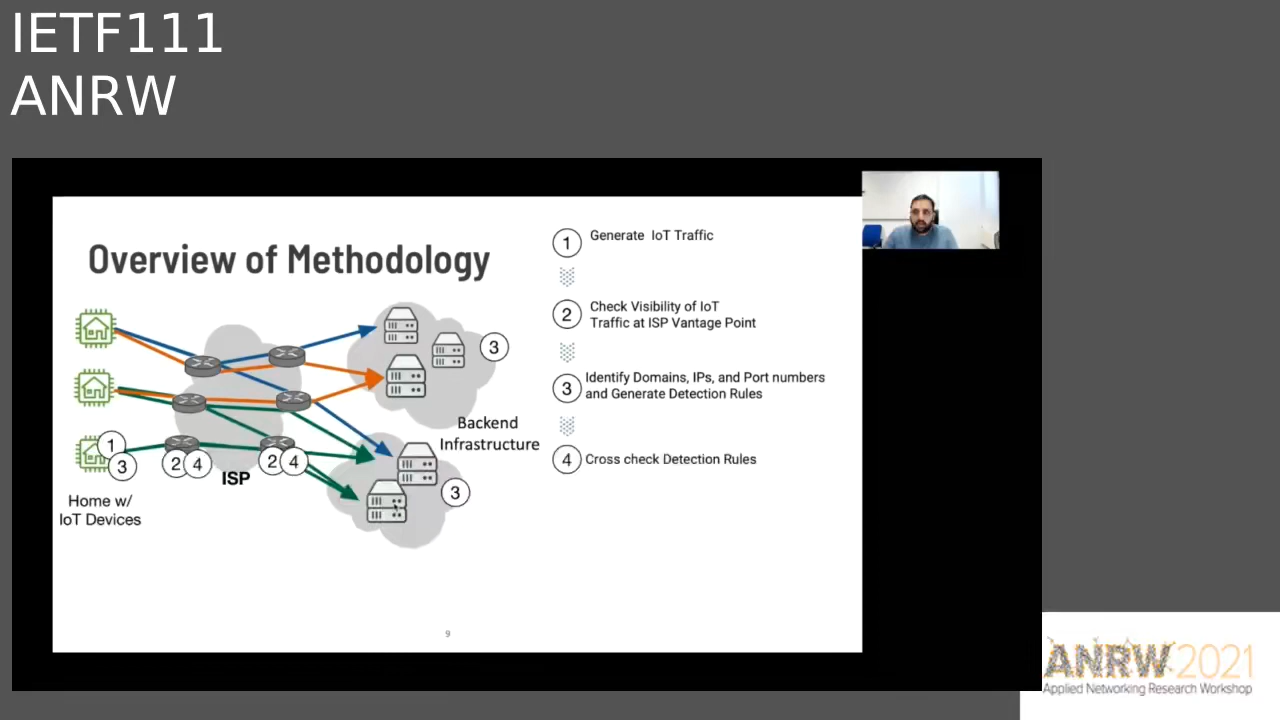 IETF111
ANRW
Overview of Methodology
1
Generate IoT Traffic
2
Check Visibility of IoT
Traffic at ISP Vantage Point
3
Identify Domains, IPs, and Port numbers
and Generate Detection Rules
4
Cross check Detection Rules
3
Backend
Infrastructure
1
3
2
4
2
4
ISP
3
Home w/
IoT Devices
9
ANRW2021
Applied Networking Research Workshop